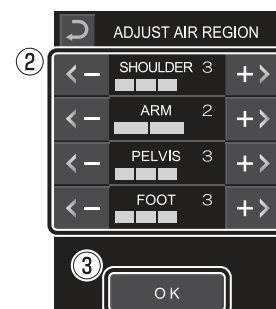 ADJUST AIR REGION
②
< − SHOULDER 3 + >
< − ARM 2 + >
< − PELVIS 3 + >
< − FOOT 3 + >
③
OK